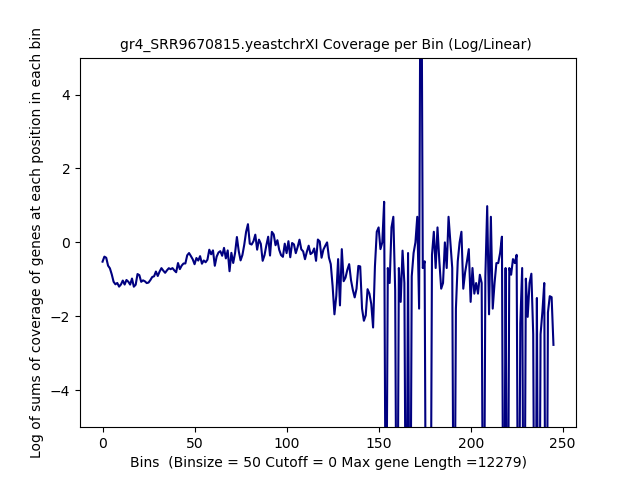 gr4_SRR9670815.yeastchrXI Coverage per Bin (Log/Linear)
Log of sums of coverage of genes at each position in each bin
4
2
0
−2
−4
0 50 100 150 200 250
Bins  (Binsize = 50 Cutoff = 0 Max gene Length =12279)